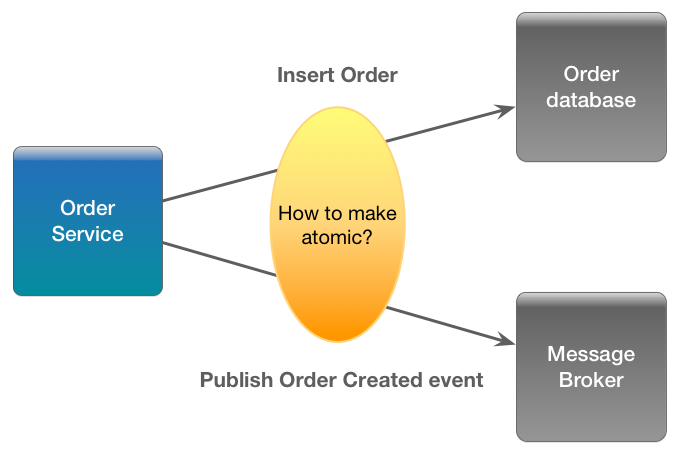 Insert Order
Order
database
Order
Service
How to make
atomic?
Message
Broker
Publish Order Created event